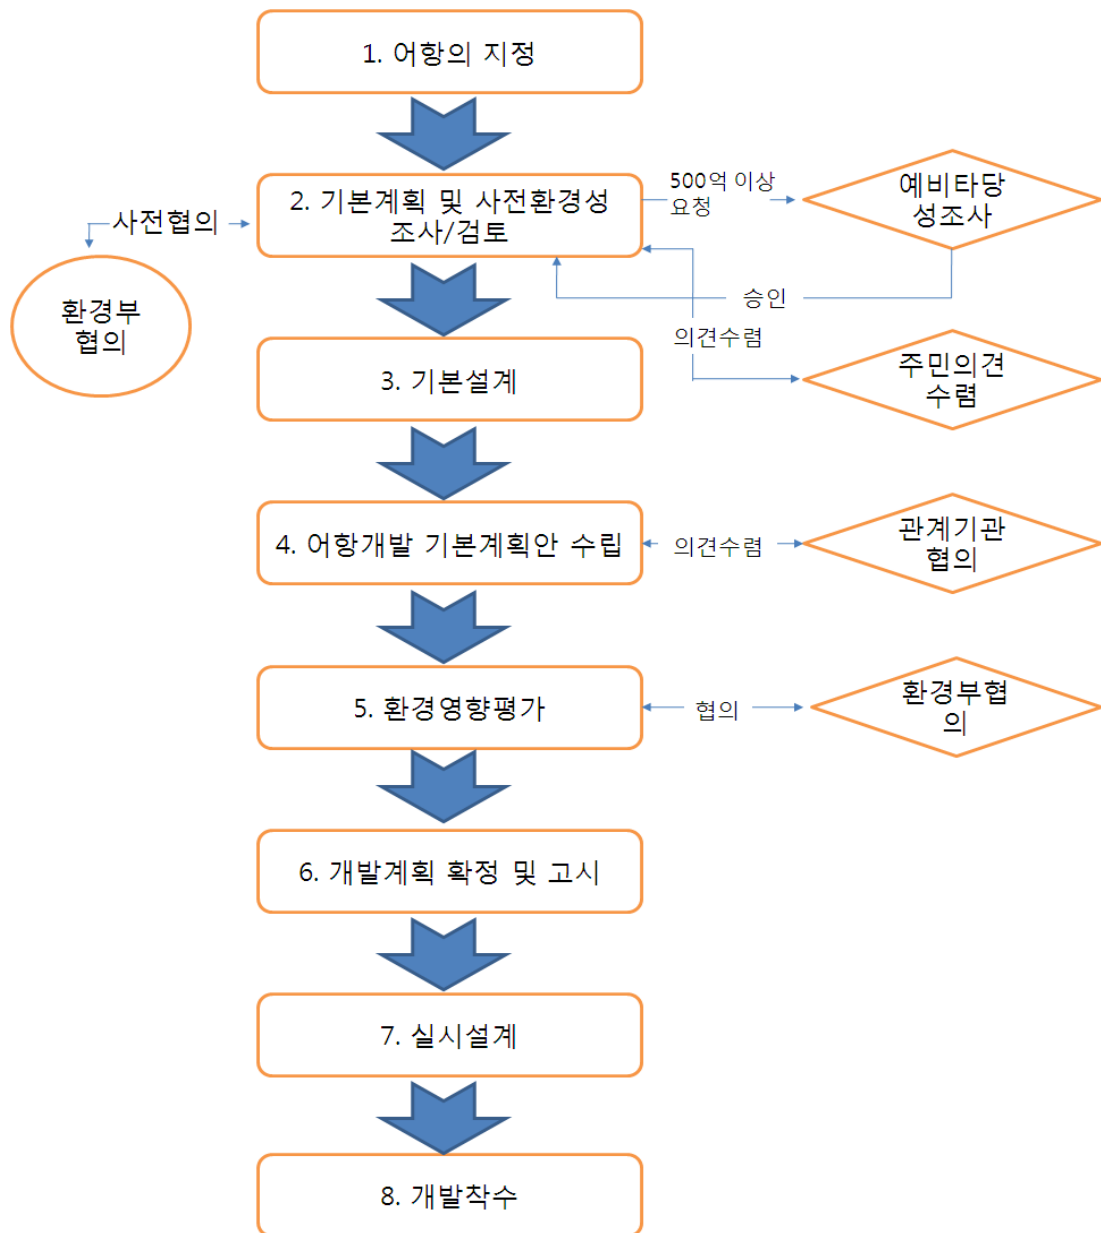 1. 어항의 지정
2. 기본계획 및 사전환경성
조사/검토
500억 이상
요청
예비타당
성조사
사전협의
환경부
협의
승인
의견수렴
주민의견
수렴
3. 기본설계
4. 어항개발 기본계획안 수립
의견수렴
관계기관
협의
5. 환경영향평가
협의
환경부협
의
6. 개발계획 확정 및 고시
7. 실시설계
8. 개발착수